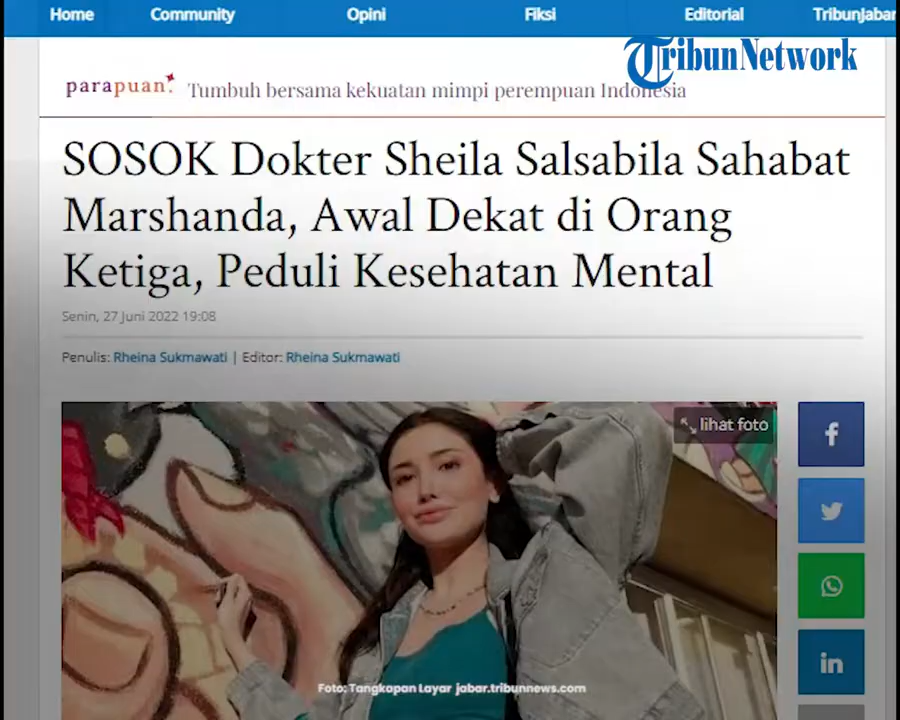 Home Community Opini Fiksi Editorial TribunJabar
TribunNetwork
parapuan. Tumbuh bersama kekuatan mimpi perempuan Indonesia
SOSOK Dokter Sheila Salsabila Sahabat
Marshanda, Awal Dekat di Orang
Ketiga, Peduli Kesehatan Mental
Senin, 27 Juni 2022 19:08
Penulis: Rheina Sukmawati | Editor: Rheina Sukmawati
lihat foto
f
in
Foto: Tangkapan Layar jabar.tribunnews.com